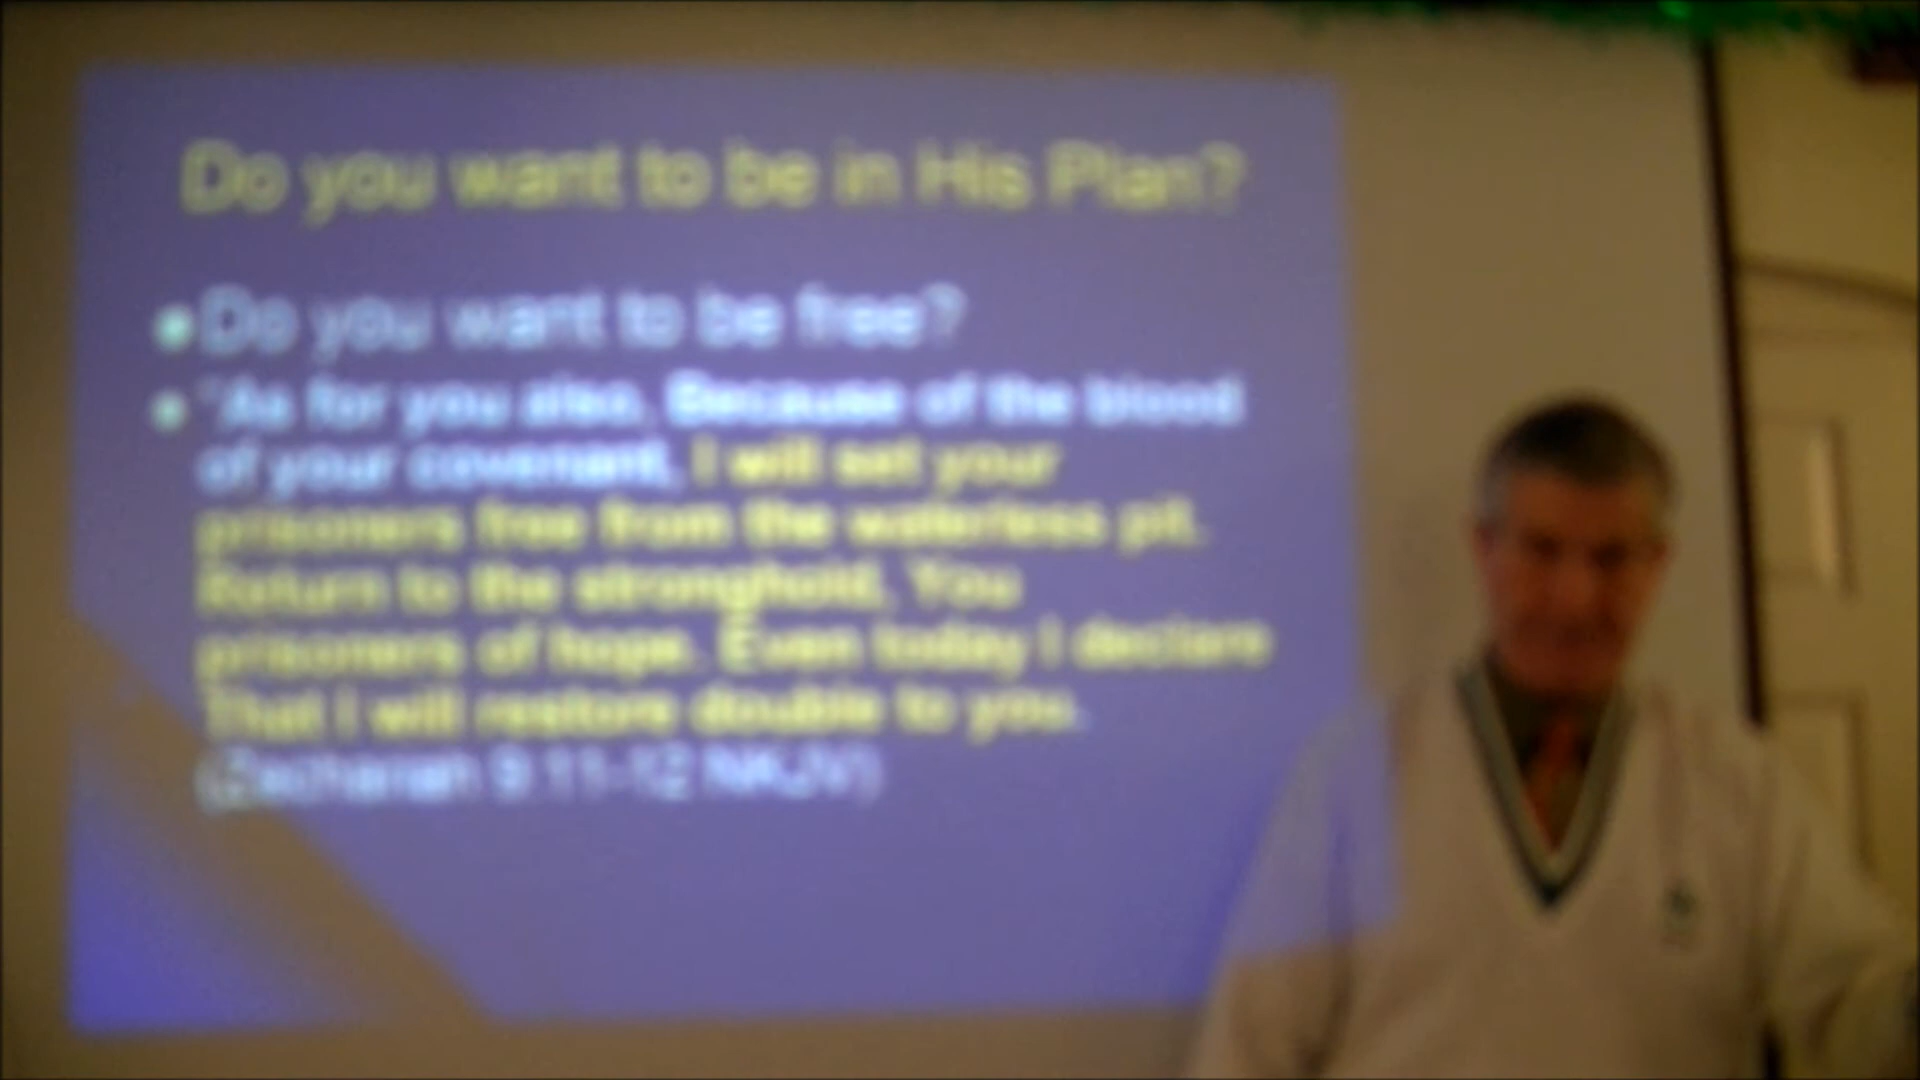 Do you want to be in His Plan?
Do you want to be free?
"As for you also, Because of the blood
of your covenant, I will set your
prisoners free from the waterless pit.
Return to the stronghold, You
prisoners of hope. Even today I declare
That I will restore double to you.
(Zechariah 9:11-12 NKJV)